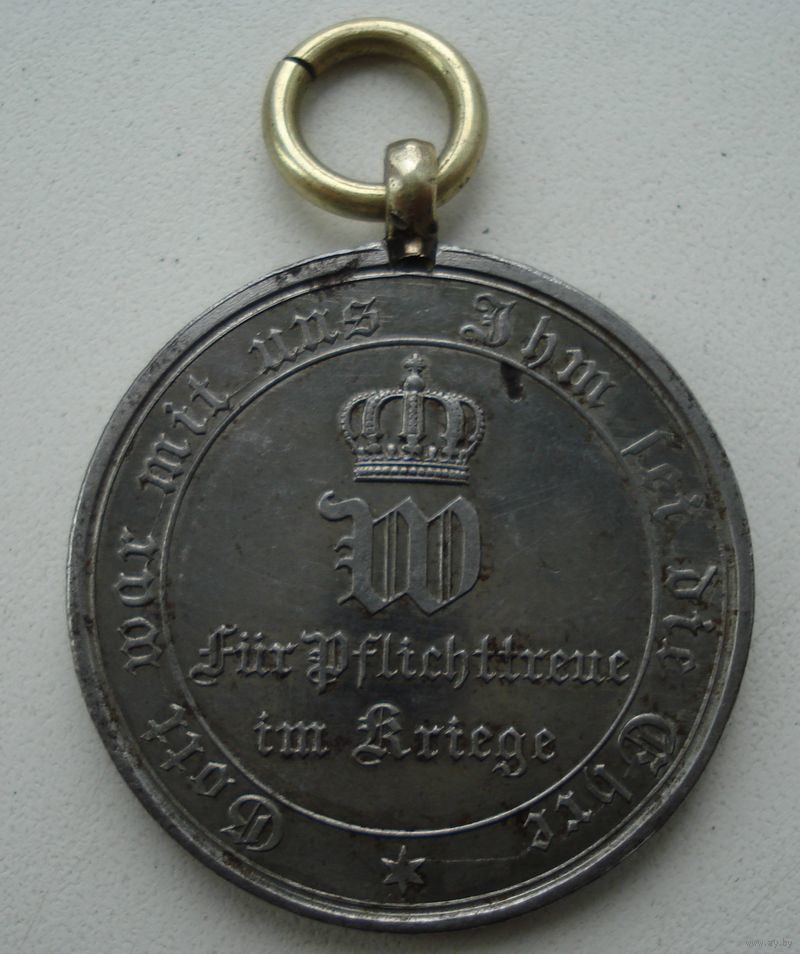 Gott war mit uns Ihm sei die Ehre
W
Für Pflichttreue
im Kriege
www.ay.by